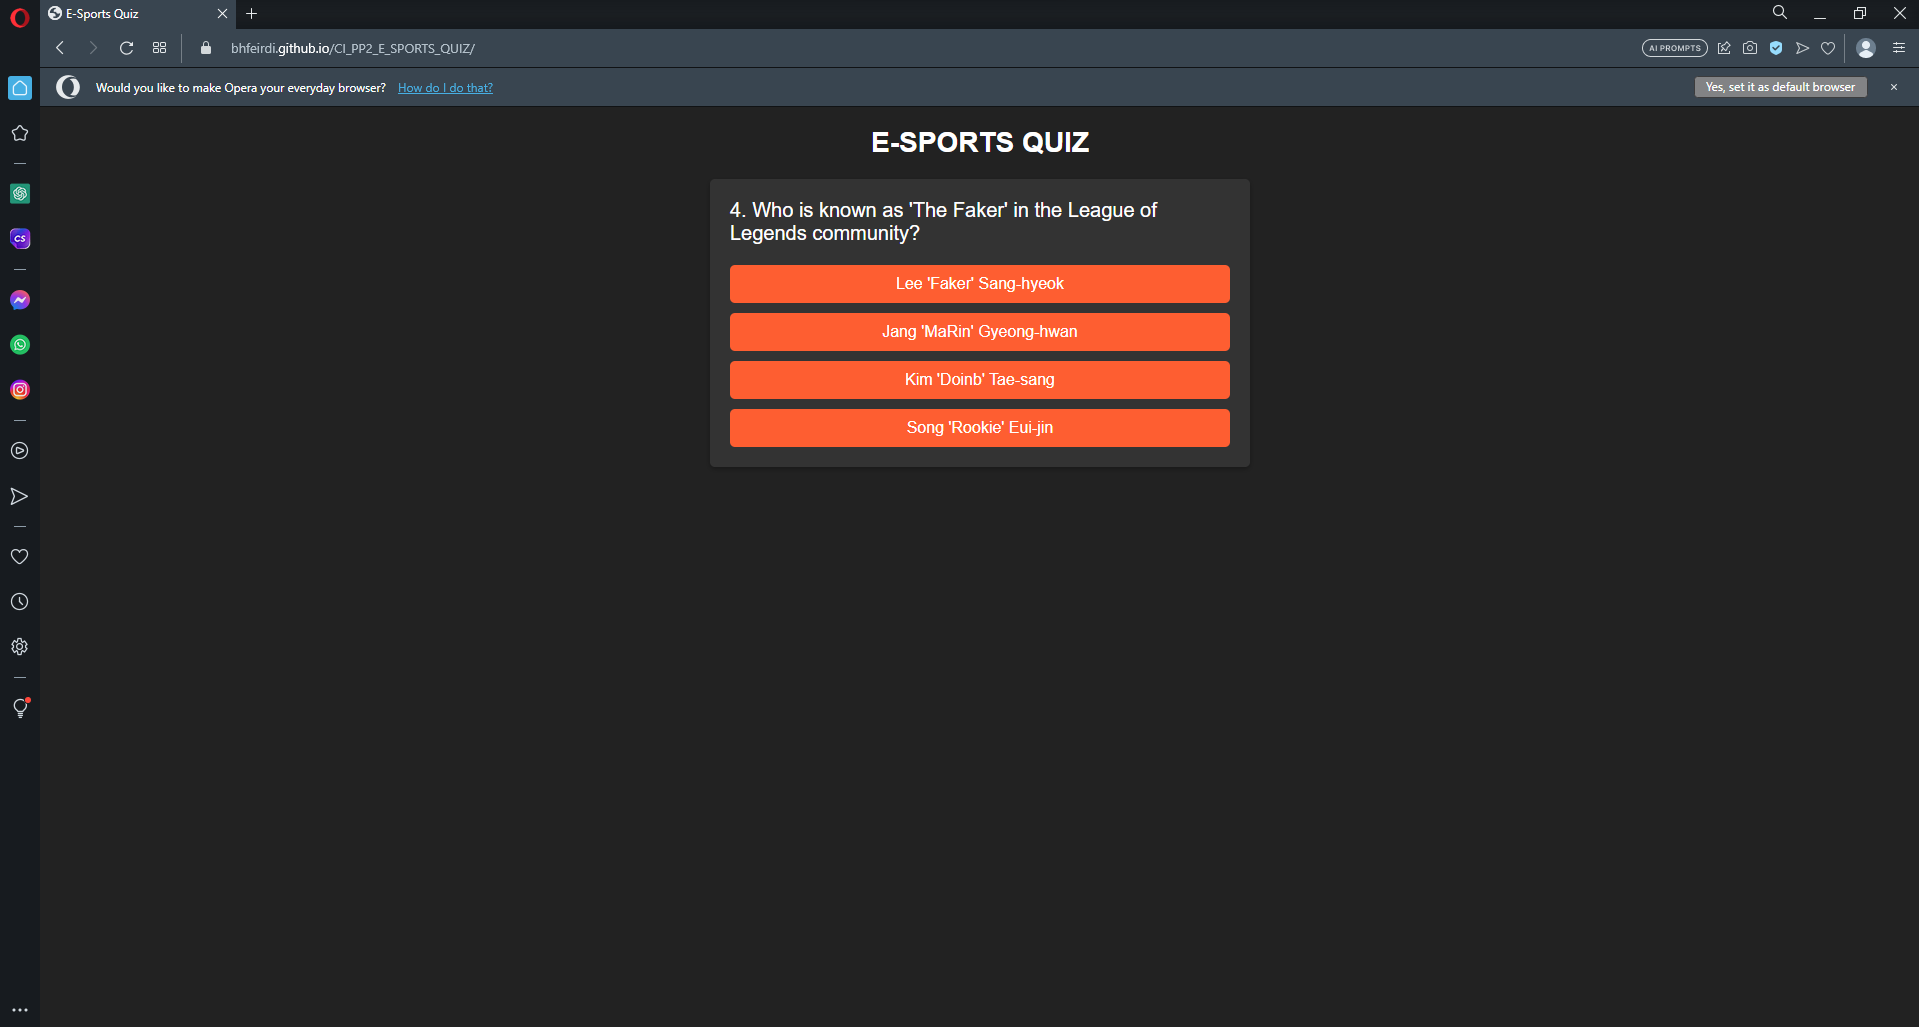 E-Sports Quiz
bhfeirdi.github.io/CI_PP2_E_SPORTS_QUIZ/
AI PROMPTS
Would you like to make Opera your everyday browser? How do I do that?
Yes, set it as default browser
CS
E-SPORTS QUIZ
4. Who is known as 'The Faker' in the League of
Legends community?
Lee 'Faker' Sang-hyeok
Jang 'MaRin' Gyeong-hwan
Kim 'Doinb' Tae-sang
Song 'Rookie' Eui-jin